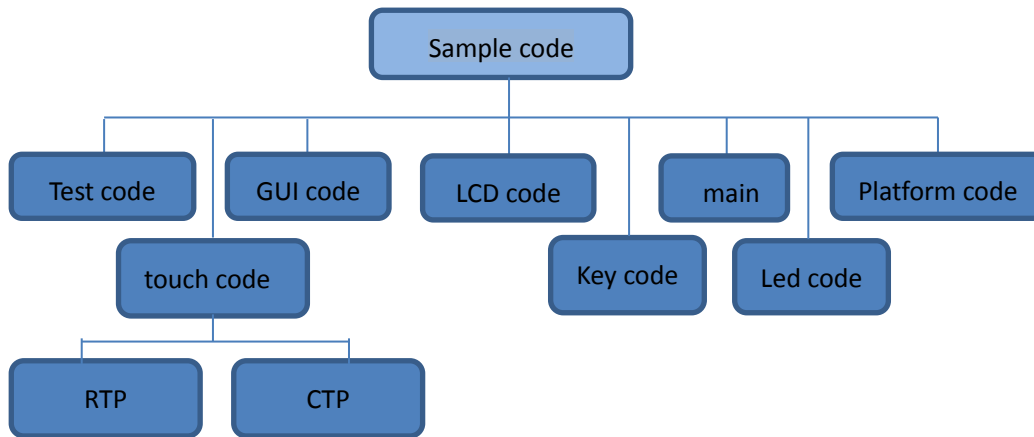 Sample code
Test code
GUI code
LCD code
main
Platform code
touch code
Key code
Led code
RTP
CTP